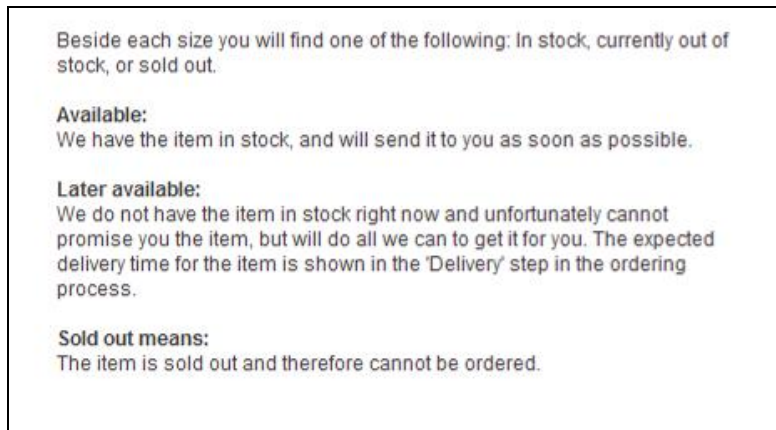 Beside each size you will find one of the following: In stock, currently out of
stock, or sold out.
Available:
We have the item in stock, and will send it to you as soon as possible.
Later available:
We do not have the item in stock right now and unfortunately cannot
promise you the item, but will do all we can to get it for you. The expected
delivery time for the item is shown in the 'Delivery' step in the ordering
process.
Sold out means:
The item is sold out and therefore cannot be ordered.